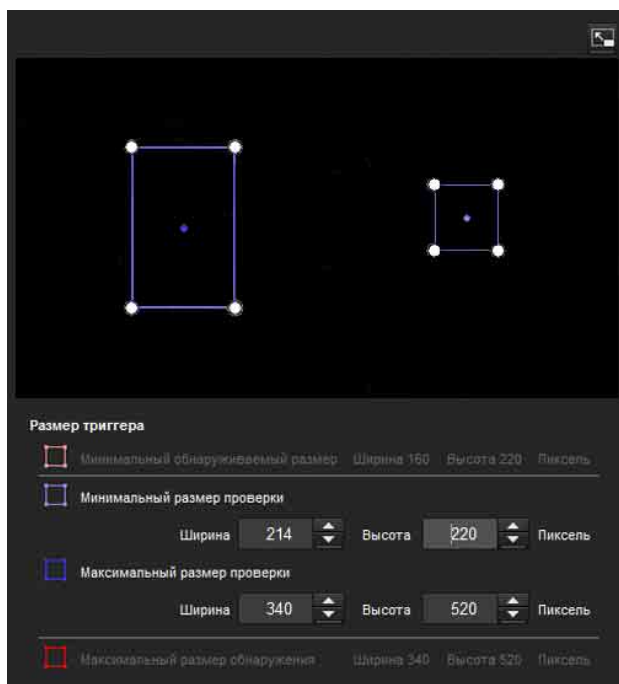 Размер триггера
Минимальный обнаруживаемый размер Ширина 160 Высота 220 Пиксель
Минимальный размер проверки
Ширина 214 Высота 220 Пиксель
Максимальный размер проверки
Ширина 340 Высота 520 Пиксель
Максимальный размер обнаружения Ширина 340 Высота 520 Пиксель